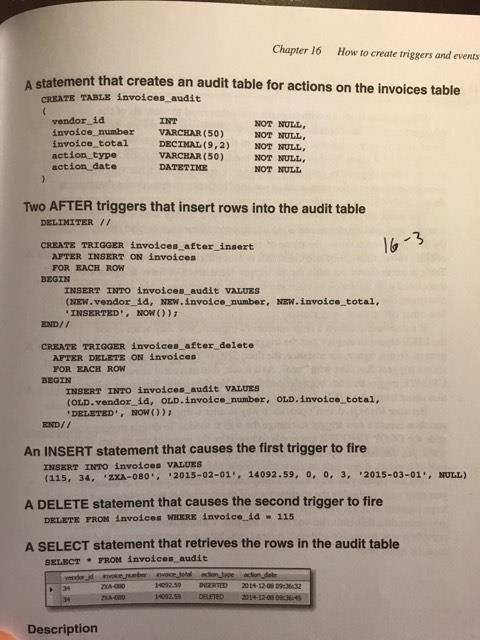 Chapter 16 How to create triggers and events
A statement that creates an audit table for actions on the invoices table
CREATE TABLE invoices_audit
(
vendor_id INT NOT NULL,
invoice_number VARCHAR(50) NOT NULL,
invoice_total DECIMAL(9,2) NOT NULL,
action_type VARCHAR(50) NOT NULL,
action_date DATETIME NOT NULL
)
Two AFTER triggers that insert rows into the audit table
DELIMITER //
16-3
CREATE TRIGGER invoices_after_insert
AFTER INSERT ON invoices
FOR EACH ROW
BEGIN
INSERT INTO invoices_audit VALUES
(NEW.vendor_id, NEW.invoice_number, NEW.invoice_total,
'INSERTED', NOW());
END//
CREATE TRIGGER invoices_after_delete
AFTER DELETE ON invoices
FOR EACH ROW
BEGIN
INSERT INTO invoices_audit VALUES
(OLD.vendor_id, OLD.invoice_number, OLD.invoice_total,
'DELETED', NOW());
END//
An INSERT statement that causes the first trigger to fire
INSERT INTO invoices VALUES
(115, 34, 'ZXA-080', '2015-02-01', 14092.59, 0, 0, 3, '2015-03-01', NULL)
A DELETE statement that causes the second trigger to fire
DELETE FROM invoices WHERE invoice_id = 115
A SELECT statement that retrieves the rows in the audit table
SELECT * FROM invoices_audit
vendor_id invoice_number invoice_total action_type action_date
34 ZXA-080 14092.59 INSERTED 2014-12-08 09:36:32
34 ZXA-080 14092.59 DELETED 2014-12-08 09:36:45
Description